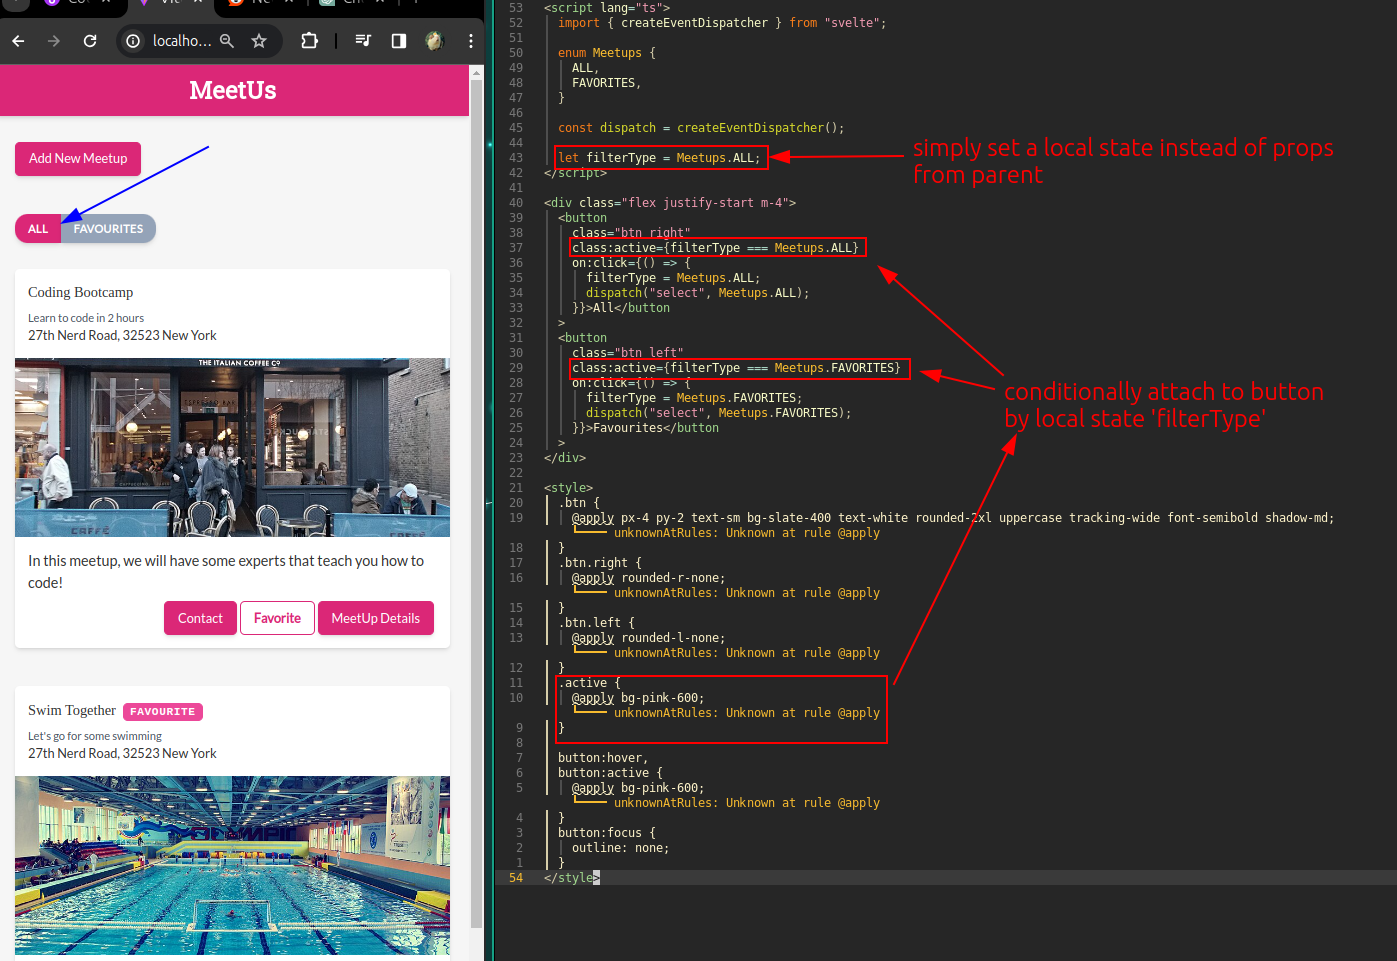 localho...
MeetUs
Add New Meetup
ALL
FAVOURITES
Coding Bootcamp
Learn to code in 2 hours
27th Nerd Road, 32523 New York
THE ITALIAN COFFEE Co
ESPRESSO BAR
CAFFÈ
CAFFÈ
In this meetup, we will have some experts that teach you how to
code!
Contact
Favorite
MeetUp Details
Swim Together FAVOURITE
Let's go for some swimming
27th Nerd Road, 32523 New York
53 <script lang="ts">
52 import { createEventDispatcher } from "svelte";
51
50 enum Meetups {
49 ALL,
48 FAVORITES,
47 }
46
45 const dispatch = createEventDispatcher();
44
43 let filterType = Meetups.ALL;
42 </script>
41
40 <div class="flex justify-start m-4">
39 <button
38 class="btn right"
37 class:active={filterType === Meetups.ALL}
36 on:click={() => {
35 filterType = Meetups.ALL;
34 dispatch("select", Meetups.ALL);
33 }}>All</button
32 >
31 <button
30 class="btn left"
29 class:active={filterType === Meetups.FAVORITES}
28 on:click={() => {
27 filterType = Meetups.FAVORITES;
26 dispatch("select", Meetups.FAVORITES);
25 }}>Favourites</button
24 >
23 </div>
22
21 <style>
20 .btn {
19 @apply px-4 py-2 text-sm bg-slate-400 text-white rounded-2xl uppercase tracking-wide font-semibold shadow-md;
unknownAtRules: Unknown at rule @apply
18 }
17 .btn.right {
16 @apply rounded-r-none;
unknownAtRules: Unknown at rule @apply
15 }
14 .btn.left {
13 @apply rounded-l-none;
unknownAtRules: Unknown at rule @apply
12 }
11 .active {
10 @apply bg-pink-600;
unknownAtRules: Unknown at rule @apply
9 }
8
7 button:hover,
6 button:active {
5 @apply bg-pink-600;
unknownAtRules: Unknown at rule @apply
4 }
3 button:focus {
2 outline: none;
1 }
54 </style>
simply set a local state instead of props
from parent
conditionally attach to button
by local state 'filterType'